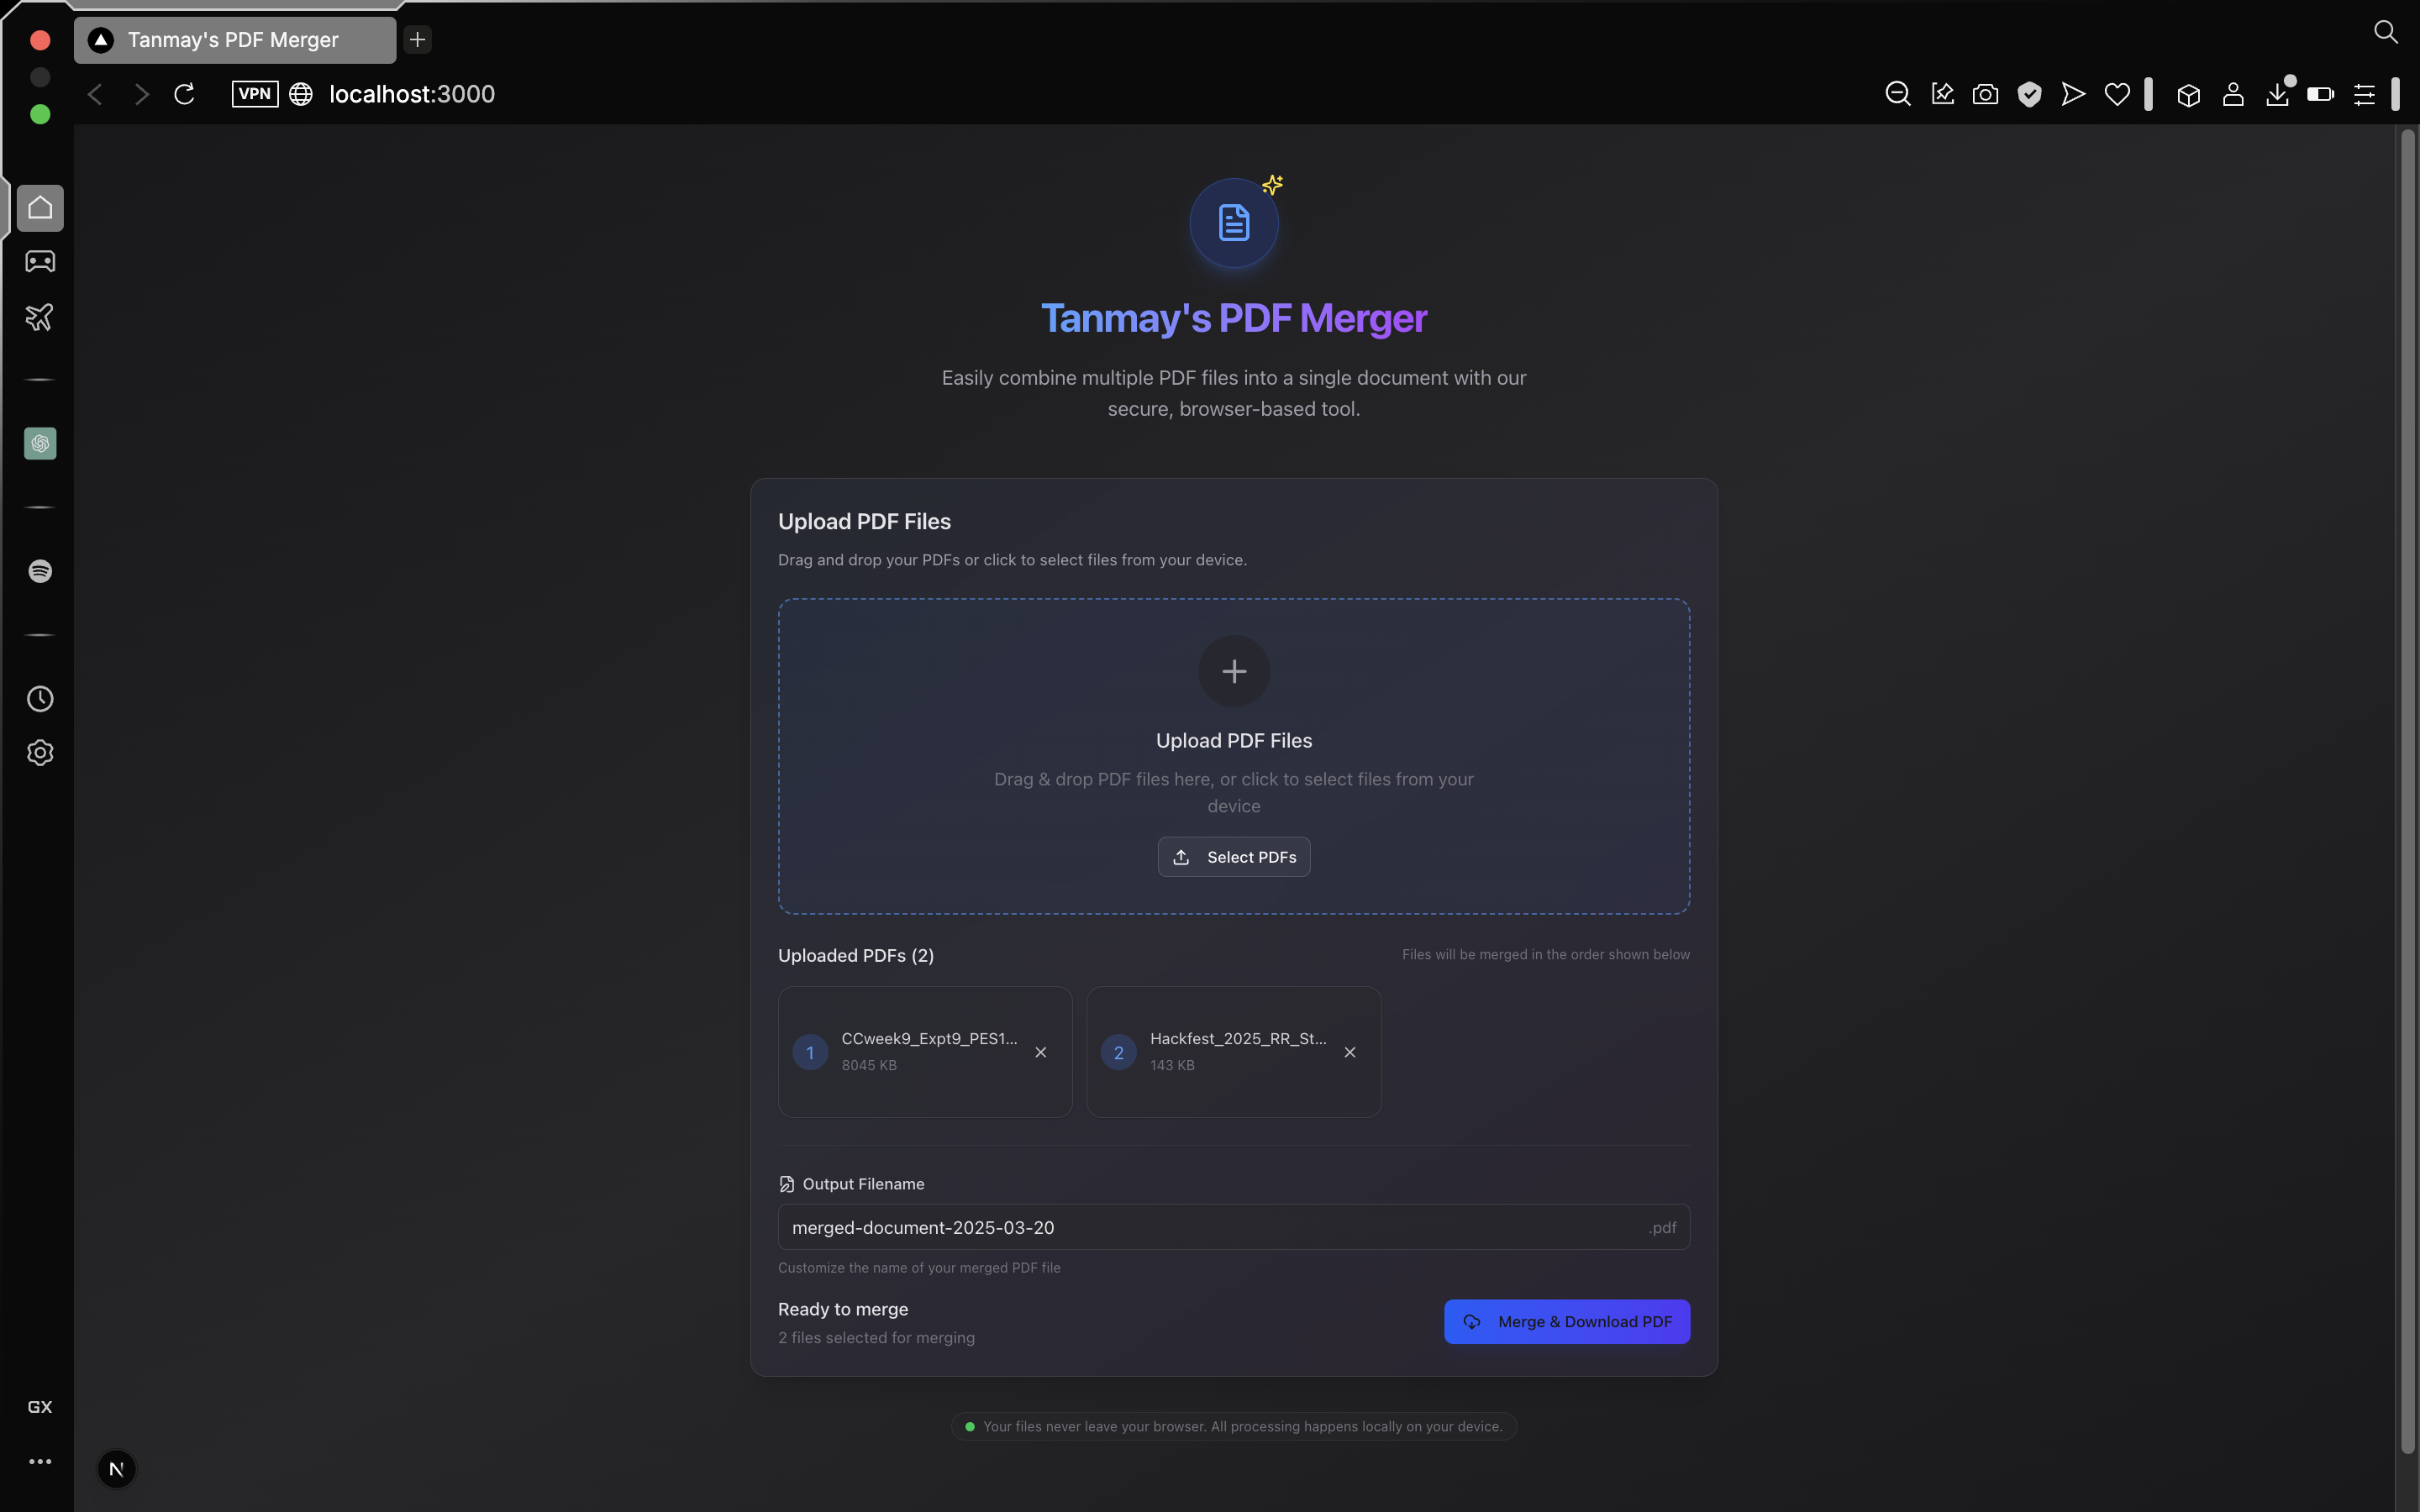 Tanmay's PDF Merger
VPN
localhost:3000
Tanmay's PDF Merger
Easily combine multiple PDF files into a single document with our
secure, browser-based tool.
Upload PDF Files
Drag and drop your PDFs or click to select files from your device.
Upload PDF Files
Drag & drop PDF files here, or click to select files from your
device
Select PDFs
Uploaded PDFs (2)
Files will be merged in the order shown below
1
CCweek9_Expt9_PES1...
8045 KB
2
Hackfest_2025_RR_St...
143 KB
Output Filename
merged-document-2025-03-20
.pdf
Customize the name of your merged PDF file
Ready to merge
2 files selected for merging
Merge & Download PDF
Your files never leave your browser. All processing happens locally on your device.
GX
N